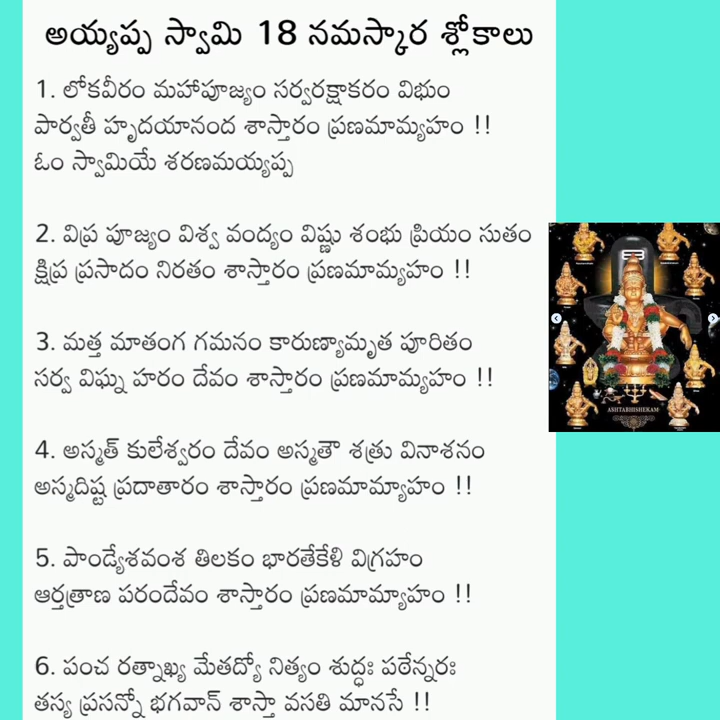 అయ్యప్ప స్వామి 18 నమస్కార శ్లోకాలు
1. లోకవీరం మహాపూజ్యం సర్వరక్షాకరం విభుం
పార్వతీ హృదయానంద శాస్తారం ప్రణమామ్యహం !!
ఓం స్వామియే శరణమయ్యప్ప
2. విప్ర పూజ్యం విశ్వ వంద్యం విష్ణు శంభు ప్రియం సుతం
క్షిప్ర ప్రసాదం నిరతం శాస్తారం ప్రణమామ్యహం !!
3. మత్త మాతంగ గమనం కారుణ్యామృత పూరితం
సర్వ విఘ్న హరం దేవం శాస్తారం ప్రణమామ్యహం !!
4. అస్మత్ కులేశ్వరం దేవం అస్మతౌ శత్రు వినాశనం
అస్మదిష్ట ప్రదాతారం శాస్తారం ప్రణమామ్యాహం !!
5. పాండ్యేశవంశ తిలకం భారతేకేళి విగ్రహం
ఆర్తత్రాణ పరందేవం శాస్తారం ప్రణమామ్యాహం !!
6. పంచ రత్నాఖ్య మేతద్యో నిత్యం శుద్ధః పఠేన్నరః
తస్య ప్రసన్నో భగవాన్ శాస్తా వసతి మానసే !!
ASHTABHISHEKAM